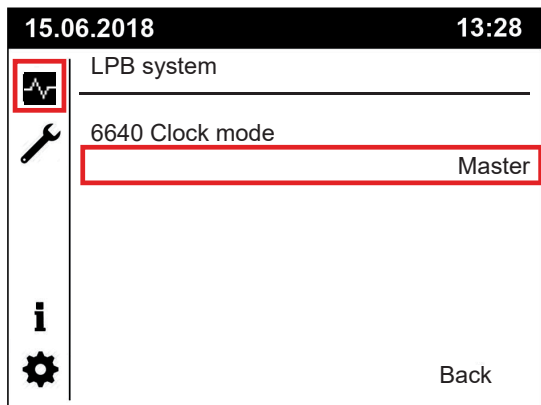 15.06.2018 13:28
LPB system
6640 Clock mode
Master
Back